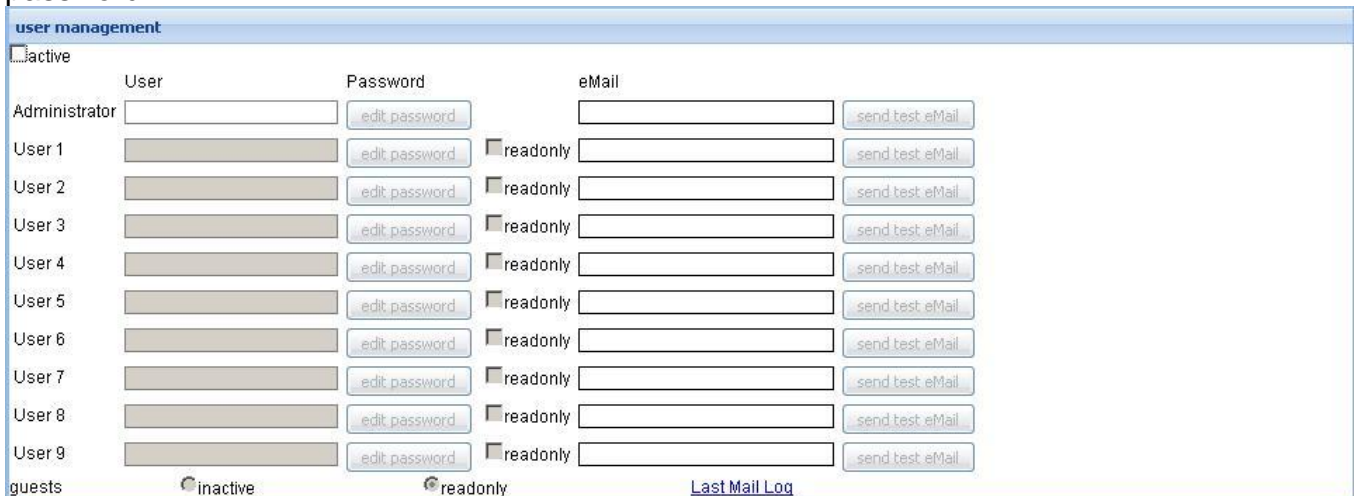 user management
active
User Password eMail
Administrator edit password send test eMail
User 1 edit password readonly send test eMail
User 2 edit password readonly send test eMail
User 3 edit password readonly send test eMail
User 4 edit password readonly send test eMail
User 5 edit password readonly send test eMail
User 6 edit password readonly send test eMail
User 7 edit password readonly send test eMail
User 8 edit password readonly send test eMail
User 9 edit password readonly send test eMail
guests inactive readonly Last Mail Log